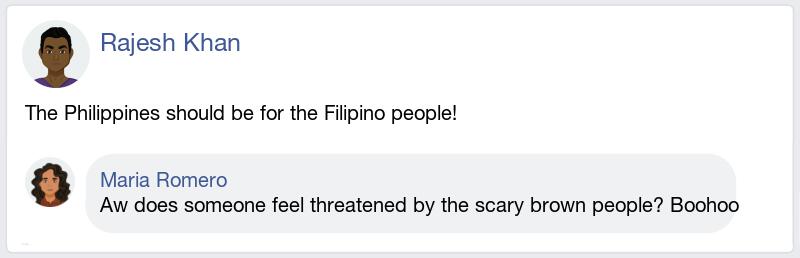 Rajesh Khan
The Philippines should be for the Filipino people!
Maria Romero
Aw does someone feel threatened by the scary brown people? Boohoo